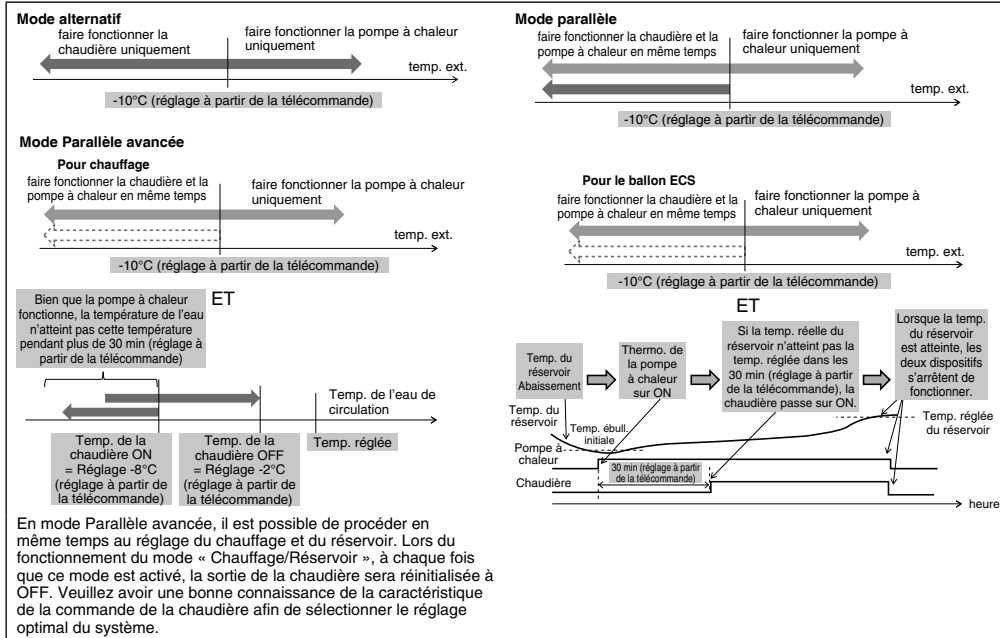 Mode alternatif
faire fonctionner la
chaudière uniquement
faire fonctionner la pompe à chaleur
uniquement
temp. ext.
-10°C (réglage à partir de la télécommande)
Mode parallèle
faire fonctionner la chaudière et la
pompe à chaleur en même temps
faire fonctionner la pompe à
chaleur uniquement
temp. ext.
-10°C (réglage à partir de la télécommande)
Mode Parallèle avancée
Pour chauffage
faire fonctionner la chaudière et la
pompe à chaleur en même temps
faire fonctionner la pompe à chaleur
uniquement
temp. ext.
-10°C (réglage à partir de la télécommande)
ET
Bien que la pompe à chaleur
fonctionne, la température de l'eau
n'atteint pas cette température
pendant plus de 30 min (réglage à
partir de la télécommande)
Temp. de l'eau de
circulation
Temp. réglée
Temp. de la
chaudière ON
= Réglage -8°C
(réglage à partir de
la télécommande)
Temp. de la
chaudière OFF
= Réglage -2°C
(réglage à partir de
la télécommande)
Pour le ballon ECS
faire fonctionner la chaudière et la
pompe à chaleur en même temps
faire fonctionner la pompe à
chaleur uniquement
temp. ext.
-10°C (réglage à partir de la télécommande)
ET
Temp. du
réservoir
Abaissement
Thermo. de
la pompe
à chaleur
sur ON
Si la temp. réelle du
réservoir n'atteint pas la
temp. réglée dans les
30 min (réglage à partir
de la télécommande), la
chaudière passe sur ON.
Lorsque la temp.
du réservoir
est atteinte, les
deux dispositifs
s'arrêtent de
fonctionner.
Temp. du
réservoir
Temp. ébull.
initiale
Temp. réglée
du réservoir
Pompe à
chaleur
30 min (réglage à partir
de la télécommande)
Chaudière
heure
En mode Parallèle avancée, il est possible de procéder en
même temps au réglage du chauffage et du réservoir. Lors du
fonctionnement du mode « Chauffage/Réservoir », à chaque fois
que ce mode est activé, la sortie de la chaudière sera réinitialisée à
OFF. Veuillez avoir une bonne connaissance de la caractéristique
de la commande de la chaudière afin de sélectionner le réglage
optimal du système.